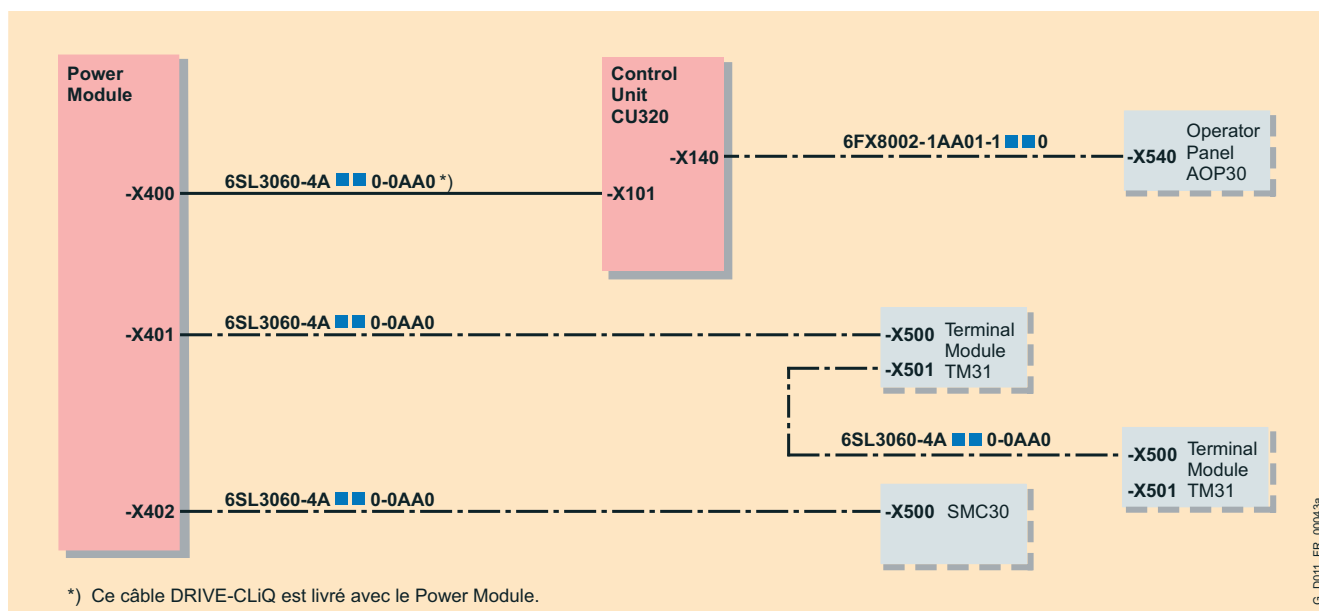 Power
Module
Control
Unit
CU320
-X140
6FX8002-1AA01-1■■0
-X540
Operator
Panel
AOP30
-X400
6SL3060-4A■■0-0AA0 *)
-X101
-X401
6SL3060-4A■■0-0AA0
-X500 Terminal
Module
-X501 TM31
6SL3060-4A■■0-0AA0
-X500 Terminal
Module
-X501 TM31
-X402
6SL3060-4A■■0-0AA0
-X500 SMC30
*) Ce câble DRIVE-CLiQ est livré avec le Power Module.
G_D011_FR_00043a